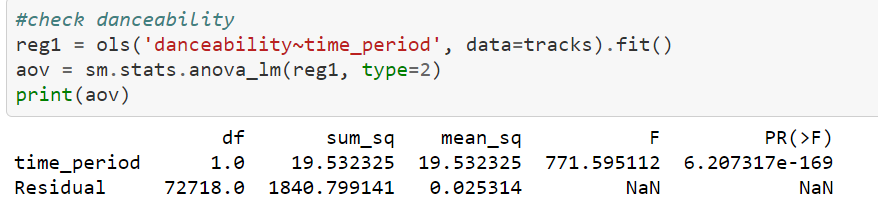 #check danceability
reg1 = ols('danceability~time_period', data=tracks).fit()
aov = sm.stats.anova_lm(reg1, type=2)
print(aov)
df sum_sq mean_sq F PR(>F)
time_period 1.0 19.532325 19.532325 771.595112 6.207317e-169
Residual 72718.0 1840.799141 0.025314 NaN NaN